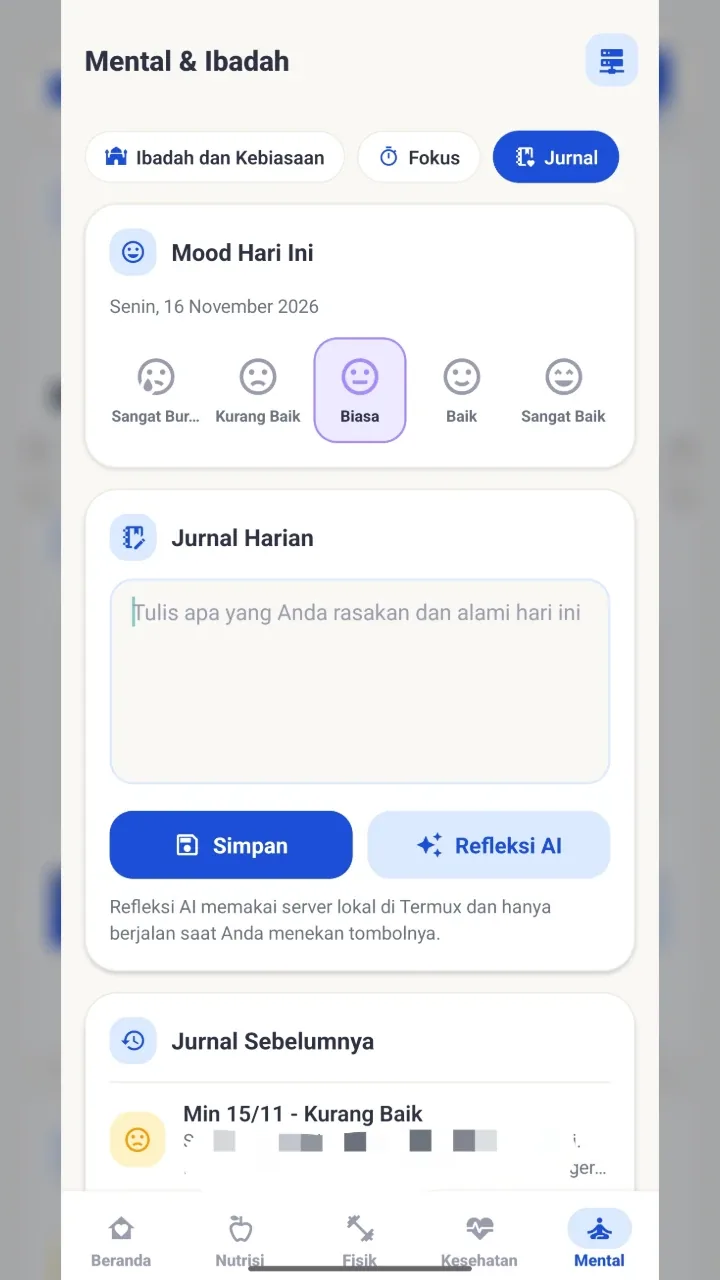 Mental & Ibadah
Ibadah dan Kebiasaan
Fokus
Jurnal
Mood Hari Ini
Senin, 16 November 2026
Sangat Bur...
Kurang Baik
Biasa
Baik
Sangat Baik
Jurnal Harian
Tulis apa yang Anda rasakan dan alami hari ini
Simpan
Refleksi AI
Refleksi AI memakai server lokal di Termux dan hanya
berjalan saat Anda menekan tombolnya.
Jurnal Sebelumnya
Min 15/11 - Kurang Baik
Beranda
Nutrisi
Fisik
Kesehatan
Mental